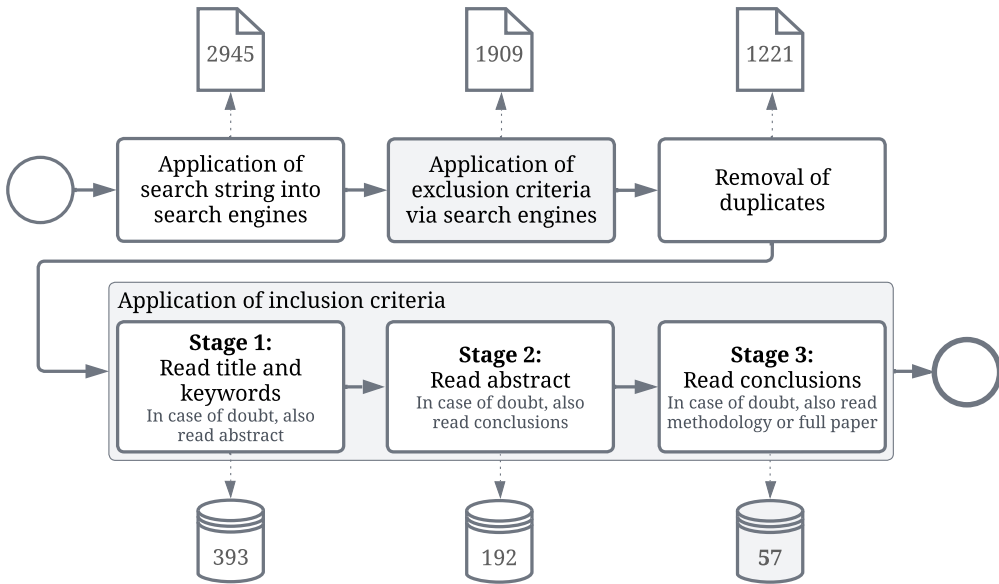 2945
1909
1221
Application of
search string into
search engines
Application of
exclusion criteria
via search engines
Removal of
duplicates
Application of inclusion criteria
Stage 1:
Read title and
keywords
In case of doubt, also
read abstract
Stage 2:
Read abstract
In case of doubt, also
read conclusions
Stage 3:
Read conclusions
In case of doubt, also read
methodology or full paper
393
192
57